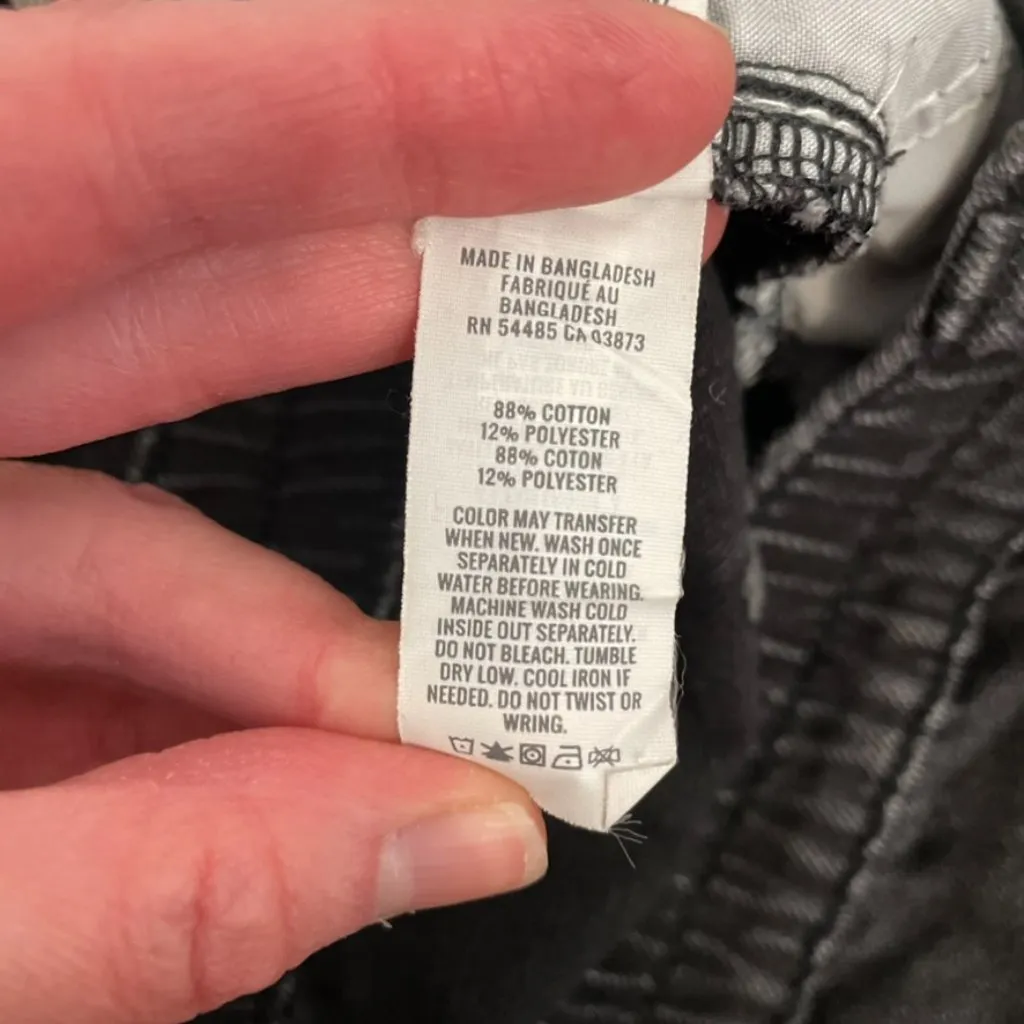 MADE IN BANGLADESH
FABRIQUÉ AU
BANGLADESH
RN 54485 CA 03873
88% COTTON
12% POLYESTER
88% COTON
12% POLYESTER
COLOR MAY TRANSFER
WHEN NEW. WASH ONCE
SEPARATELY IN COLD
WATER BEFORE WEARING.
MACHINE WASH COLD
INSIDE OUT SEPARATELY.
DO NOT BLEACH. TUMBLE
DRY LOW. COOL IRON IF
NEEDED. DO NOT TWIST OR
WRING.